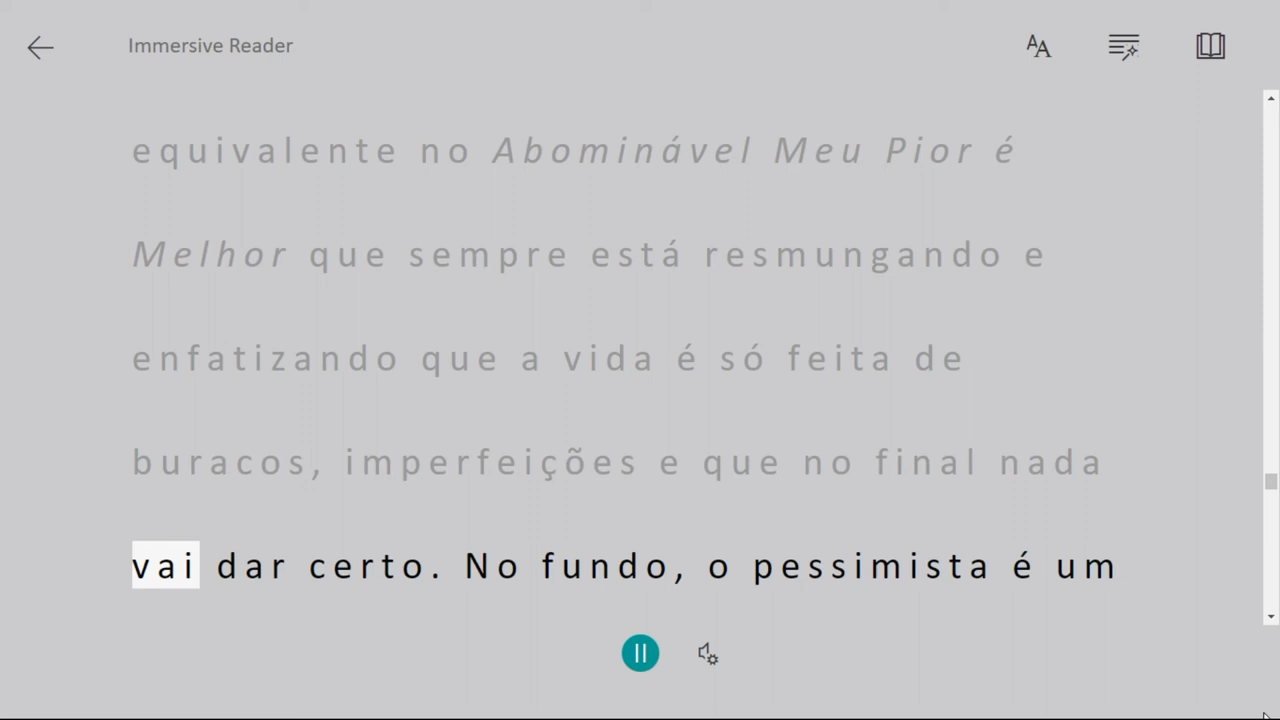 Immersive Reader
equivalente no Abominável Meu Pior é
Melhor que sempre está resmungando e
enfatizando que a vida é só feita de
buracos, imperfeições e que no final nada
vai dar certo. No fundo, o pessimista é um